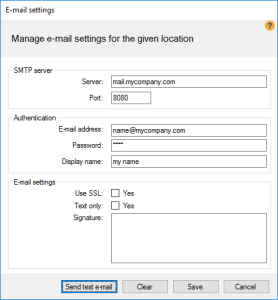 E-mail settings
?
Manage e-mail settings for the given location
SMTP server
Server: mail.mycompany.com
Port: 8080
Authentication
E-mail address: name@mycompany.com
Password: ****
Display name: my name
E-mail settings
Use SSL: Yes
Text only: Yes
Signature:
Send test e-mail Clear Save Cancel